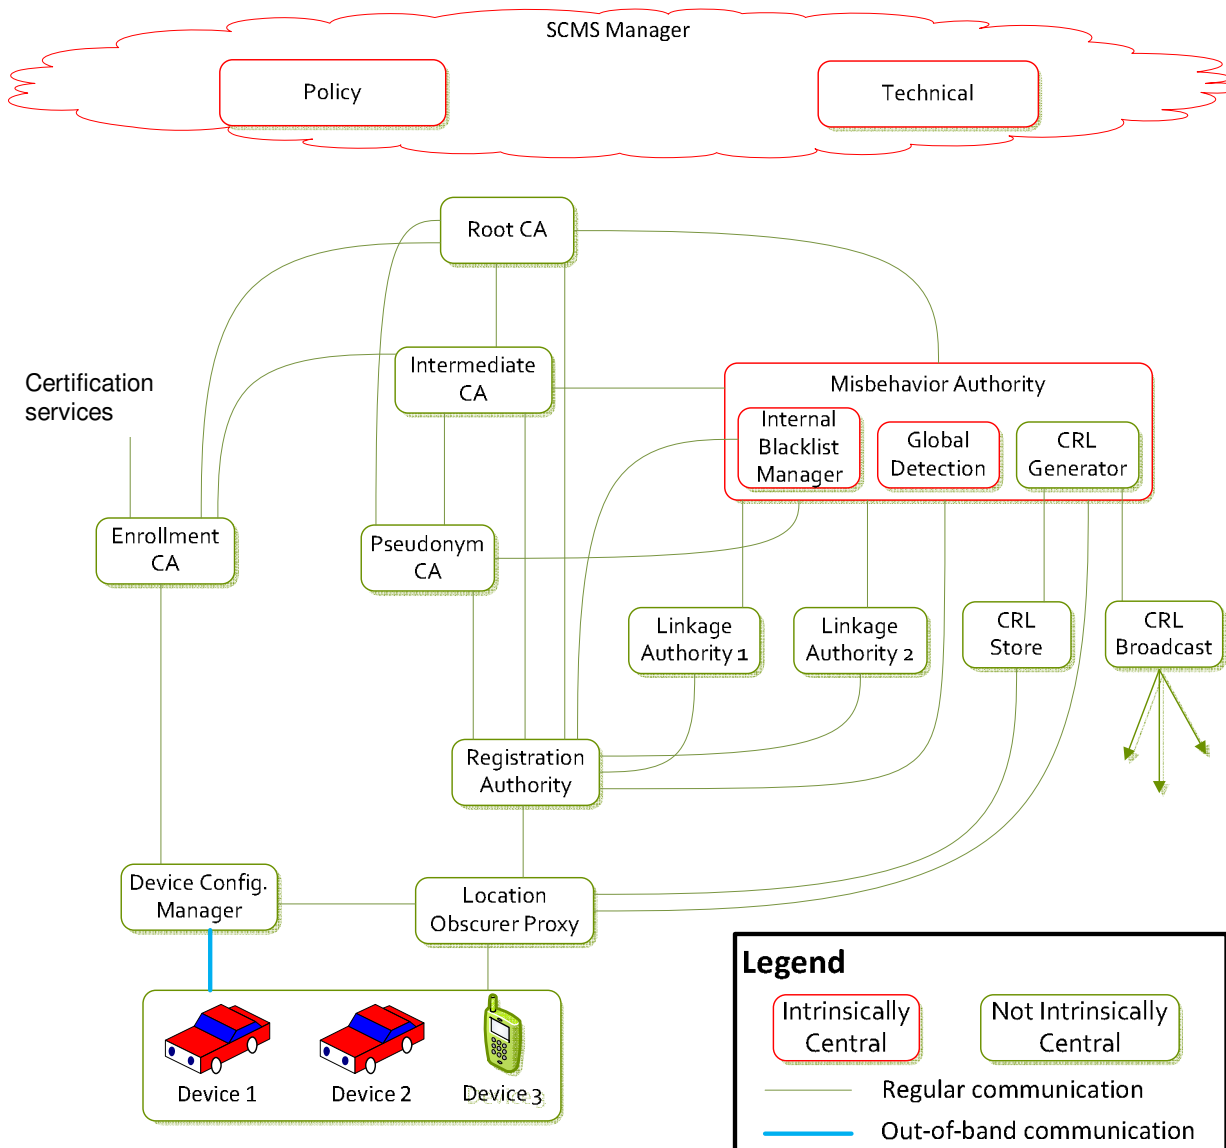 SCMS Manager
Policy
Technical
Root CA
Intermediate
CA
Certification
services
Misbehavior Authority
Internal
Blacklist
Manager
Global
Detection
CRL
Generator
Enrollment
CA
Pseudonym
CA
Linkage
Authority 1
Linkage
Authority 2
CRL
Store
CRL
Broadcast
Registration
Authority
Device Config.
Manager
Location
Obscurer Proxy
Device 1
Device 2
Device 3
Legend
Intrinsically
Central
Not Intrinsically
Central
Regular communication
Out-of-band communication